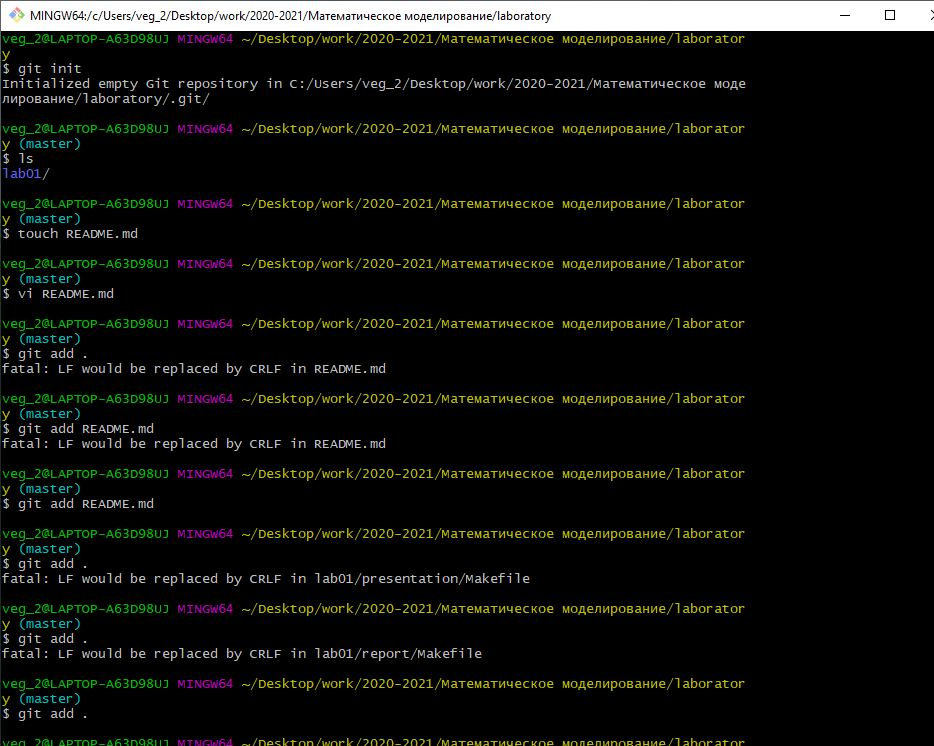 MINGW64:/c/Users/veg_2/Desktop/work/2020-2021/Математическое моделирование/laboratory
veg_2@LAPTOP-A63D98UJ MINGW64 ~/Desktop/work/2020-2021/Математическое моделирование/laborator
y
$ git init
Initialized empty Git repository in C:/Users/veg_2/Desktop/work/2020-2021/Математическое моде
лирование/laboratory/.git/
veg_2@LAPTOP-A63D98UJ MINGW64 ~/Desktop/work/2020-2021/Математическое моделирование/laborator
y (master)
$ ls
lab01/
veg_2@LAPTOP-A63D98UJ MINGW64 ~/Desktop/work/2020-2021/Математическое моделирование/laborator
y (master)
$ touch README.md
veg_2@LAPTOP-A63D98UJ MINGW64 ~/Desktop/work/2020-2021/Математическое моделирование/laborator
y (master)
$ vi README.md
veg_2@LAPTOP-A63D98UJ MINGW64 ~/Desktop/work/2020-2021/Математическое моделирование/laborator
y (master)
$ git add .
fatal: LF would be replaced by CRLF in README.md
veg_2@LAPTOP-A63D98UJ MINGW64 ~/Desktop/work/2020-2021/Математическое моделирование/laborator
y (master)
$ git add README.md
fatal: LF would be replaced by CRLF in README.md
veg_2@LAPTOP-A63D98UJ MINGW64 ~/Desktop/work/2020-2021/Математическое моделирование/laborator
y (master)
$ git add README.md
veg_2@LAPTOP-A63D98UJ MINGW64 ~/Desktop/work/2020-2021/Математическое моделирование/laborator
y (master)
$ git add .
fatal: LF would be replaced by CRLF in lab01/presentation/Makefile
veg_2@LAPTOP-A63D98UJ MINGW64 ~/Desktop/work/2020-2021/Математическое моделирование/laborator
y (master)
$ git add .
fatal: LF would be replaced by CRLF in lab01/report/Makefile
veg_2@LAPTOP-A63D98UJ MINGW64 ~/Desktop/work/2020-2021/Математическое моделирование/laborator
y (master)
$ git add .
veg_2@LAPTOP-A63D98UJ MINGW64 ~/Desktop/work/2020-2021/Математическое моделирование/laborator